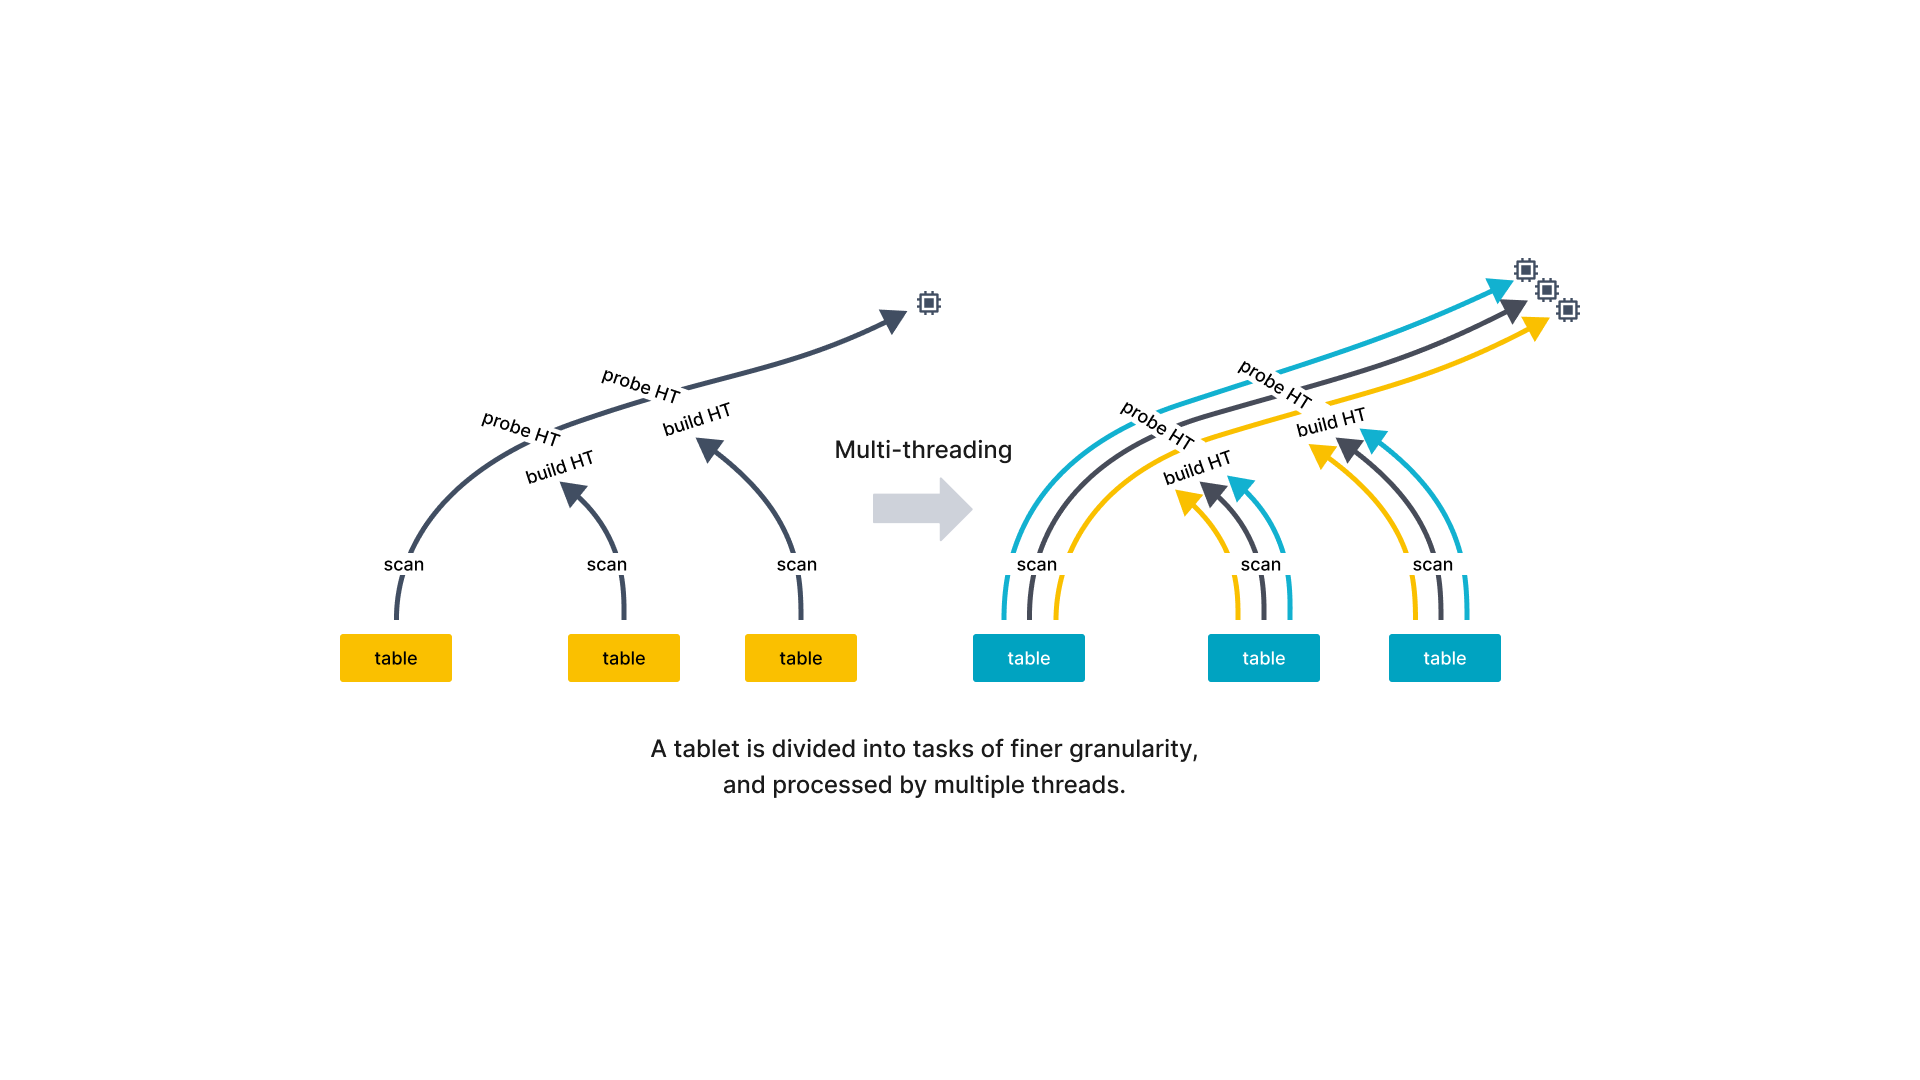 probe HT
probe HT
build HT
build HT
scan
scan
scan
table
table
table
Multi-threading
probe HT
probe HT
build HT
build HT
scan
scan
scan
table
table
table
A tablet is divided into tasks of finer granularity,
and processed by multiple threads.